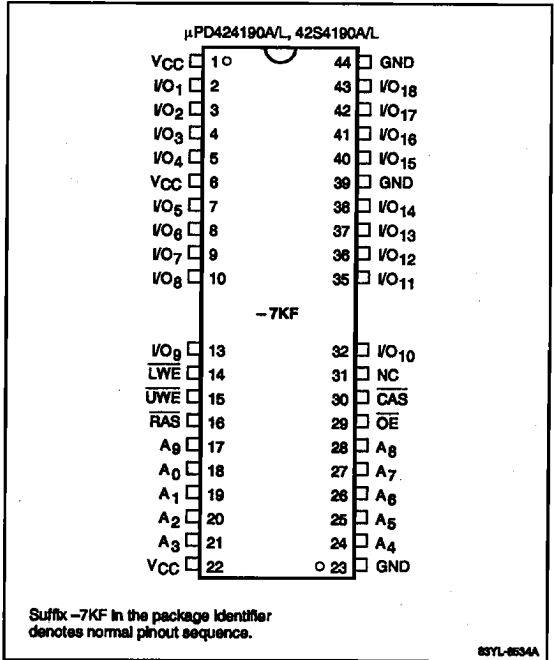 μPD424190A/L, 42S4190A/L
VCC 1 44 GND
I/O1 2 43 I/O18
I/O2 3 42 I/O17
I/O3 4 41 I/O16
I/O4 5 40 I/O15
VCC 6 39 GND
I/O5 7 38 I/O14
I/O6 8 37 I/O13
I/O7 9 36 I/O12
I/O8 10 35 I/O11
–7KF
I/O9 13 32 I/O10
LWE 14 31 NC
UWE 15 30 CAS
RAS 16 29 OE
A9 17 28 A8
A0 18 27 A7
A1 19 26 A6
A2 20 25 A5
A3 21 24 A4
VCC 22 23 GND
Suffix –7KF in the package identifier
denotes normal pinout sequence.
83YL-8534A